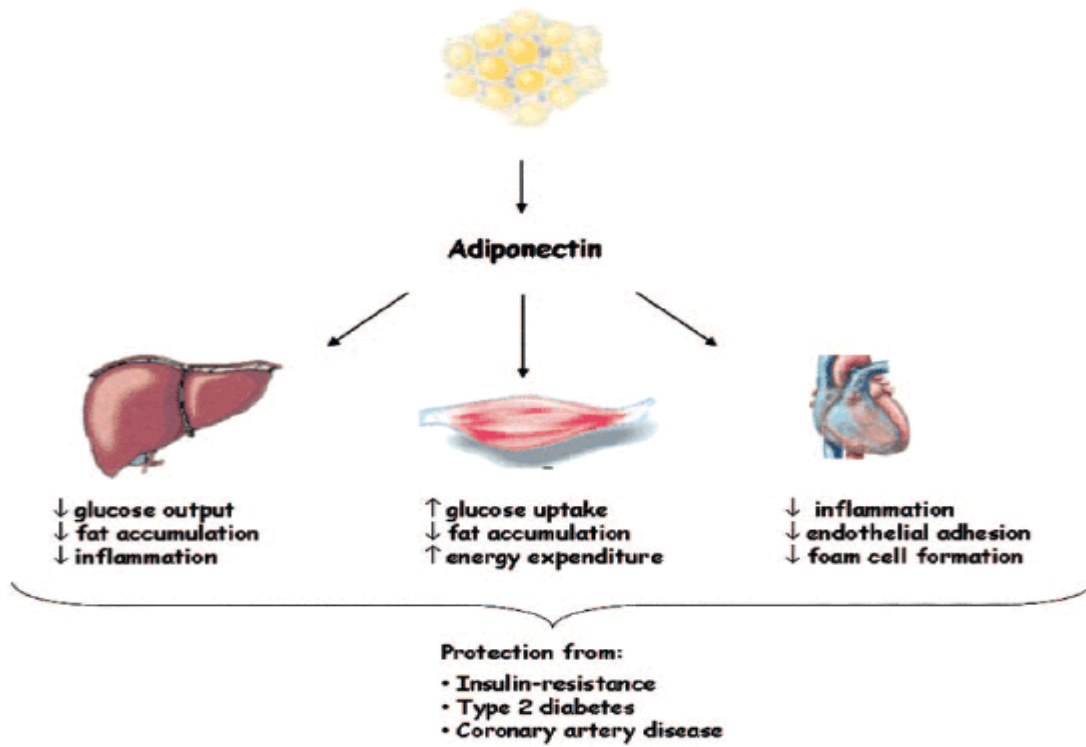 Adiponectin
↓ glucose output
↓ fat accumulation
↓ inflammation
↑ glucose uptake
↓ fat accumulation
↑ energy expenditure
↓ inflammation
↓ endothelial adhesion
↓ foam cell formation
Protection from:
• Insulin-resistance
• Type 2 diabetes
• Coronary artery disease